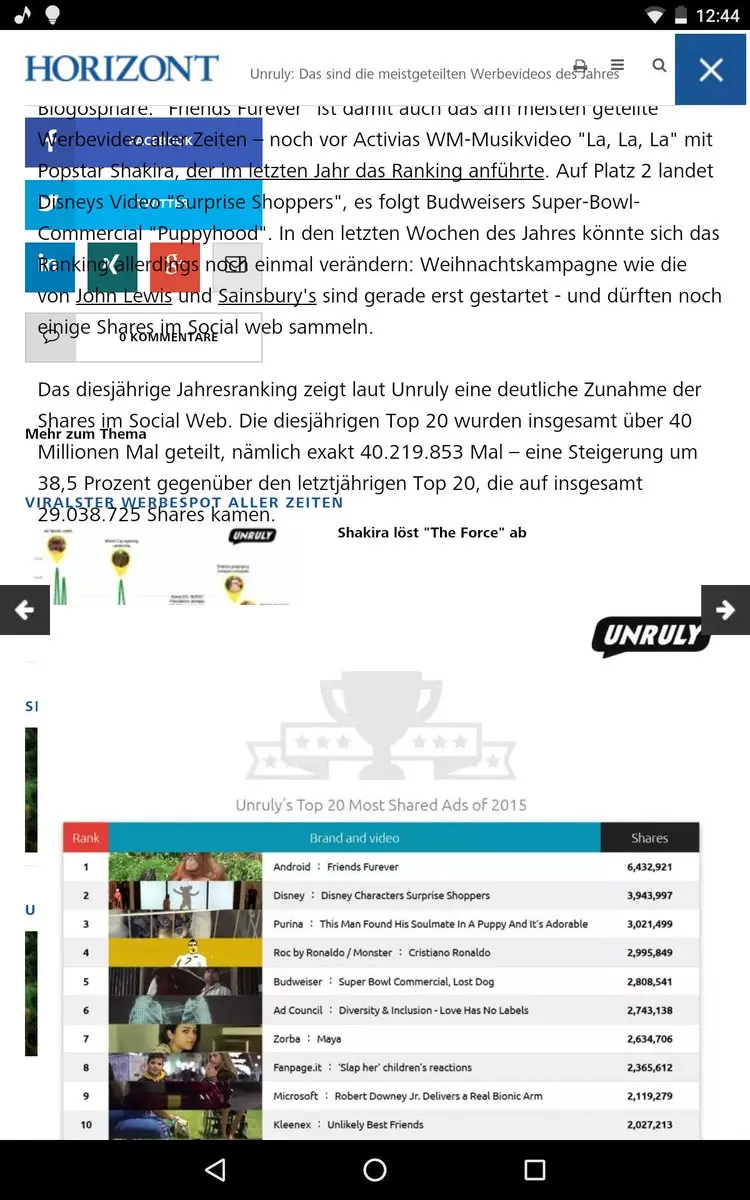 12:44
HORIZONT
Unruly: Das sind die meistgeteilten Werbevideos des Jahres
Blogosphäre. "Friends Furever" ist damit auch das am meisten geteilte
Werbevideo aller Zeiten – noch vor Activias WM-Musikvideo "La, La, La" mit
FACEBOOK
Popstar Shakira, der im letzten Jahr das Ranking anführte. Auf Platz 2 landet
Disneys Video "Surprise Shoppers", es folgt Budweisers Super-Bowl-
TWITTER
Commercial "Puppyhood". In den letzten Wochen des Jahres könnte sich das
Ranking allerdings noch einmal verändern: Weihnachtskampagne wie die
von John Lewis und Sainsbury's sind gerade erst gestartet - und dürften noch
einige Shares im Social web sammeln.
0 KOMMENTARE
Das diesjährige Jahresranking zeigt laut Unruly eine deutliche Zunahme der
Shares im Social Web. Die diesjährigen Top 20 wurden insgesamt über 40
Mehr zum Thema
Millionen Mal geteilt, nämlich exakt 40.219.853 Mal – eine Steigerung um
38,5 Prozent gegenüber den letztjährigen Top 20, die auf insgesamt
VIRALSTER WERBESPOT ALLER ZEITEN
29.038.725 Shares kamen.
Shakira löst "The Force" ab
UNRULY
UNRULY
SI
Unruly's Top 20 Most Shared Ads of 2015
Rank Brand and video Shares
1 Android : Friends Furever 6,432,921
2 Disney : Disney Characters Surprise Shoppers 3,943,997
U
3 Purina : This Man Found His Soulmate In A Puppy And It's Adorable 3,021,499
4 Roc by Ronaldo / Monster : Cristiano Ronaldo 2,995,849
5 Budweiser : Super Bowl Commercial, Lost Dog 2,808,541
6 Ad Council : Diversity & Inclusion - Love Has No Labels 2,743,138
7 Zorba : Maya 2,634,706
8 Fanpage.it : 'Slap her' children's reactions 2,365,612
9 Microsoft : Robert Downey Jr. Delivers a Real Bionic Arm 2,119,279
10 Kleenex : Unlikely Best Friends 2,027,213